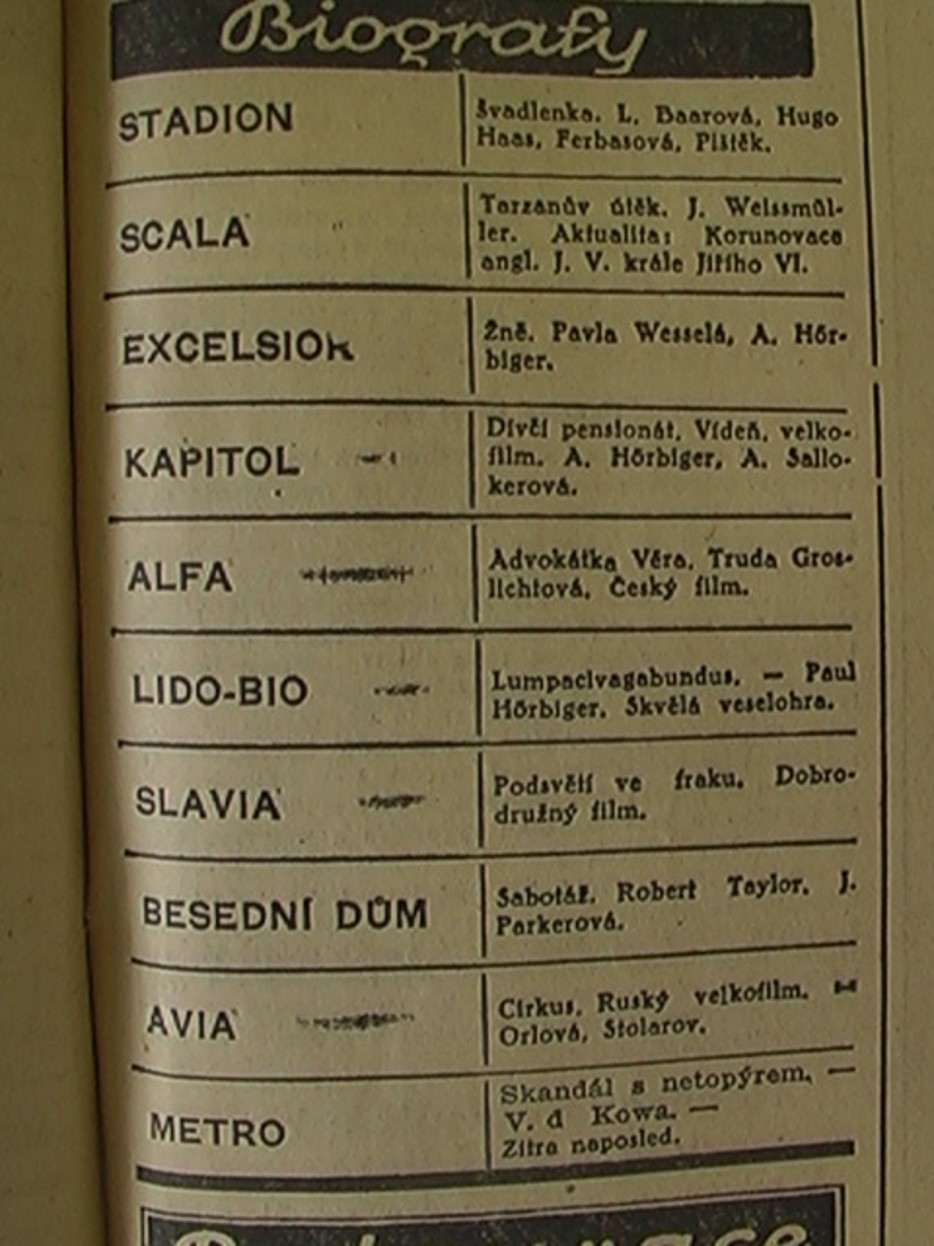 Biografy
STADION
Švadlenka. L. Baarová, Hugo
Haas, Ferbasová, Pištěk.
SCALA
Tarzanův útěk. J. Weissmül-
ler. Aktualita: Korunovace
angl. J. V. krále Jiřího VI.
EXCELSIOR
Žně. Pavla Wesselá, A. Hör-
biger.
KAPITOL
Dívčí pensionát. Vídeň. velko-
film. A. Hörbiger, A. Sallo-
kerová.
ALFA
Advokátka Věra. Truda Gros-
lichtová. Český film.
LIDO-BIO
Lumpacivagabundus. — Paul
Hörbiger. Skvělá veselohra.
SLAVIA
Podsvětí ve fraku. Dobro-
družný film.
BESEDNÍ DŮM
Sabotáž. Robert Taylor. J.
Parkerová.
AVIA
Cirkus. Ruský velkofilm. —
Orlová, Stolarov.
METRO
Skandál s netopýrem. —
V. d Kowa. —
Zítra naposled.